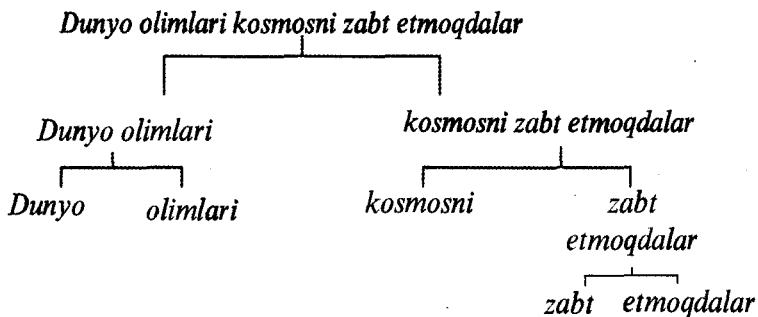 Dunyo olimlari kosmosni zabt etmoqdalar
Dunyo olimlari
kosmosni zabt etmoqdalar
Dunyo
olimlari
kosmosni
zabt
etmoqdalar
zabt
etmoqdalar